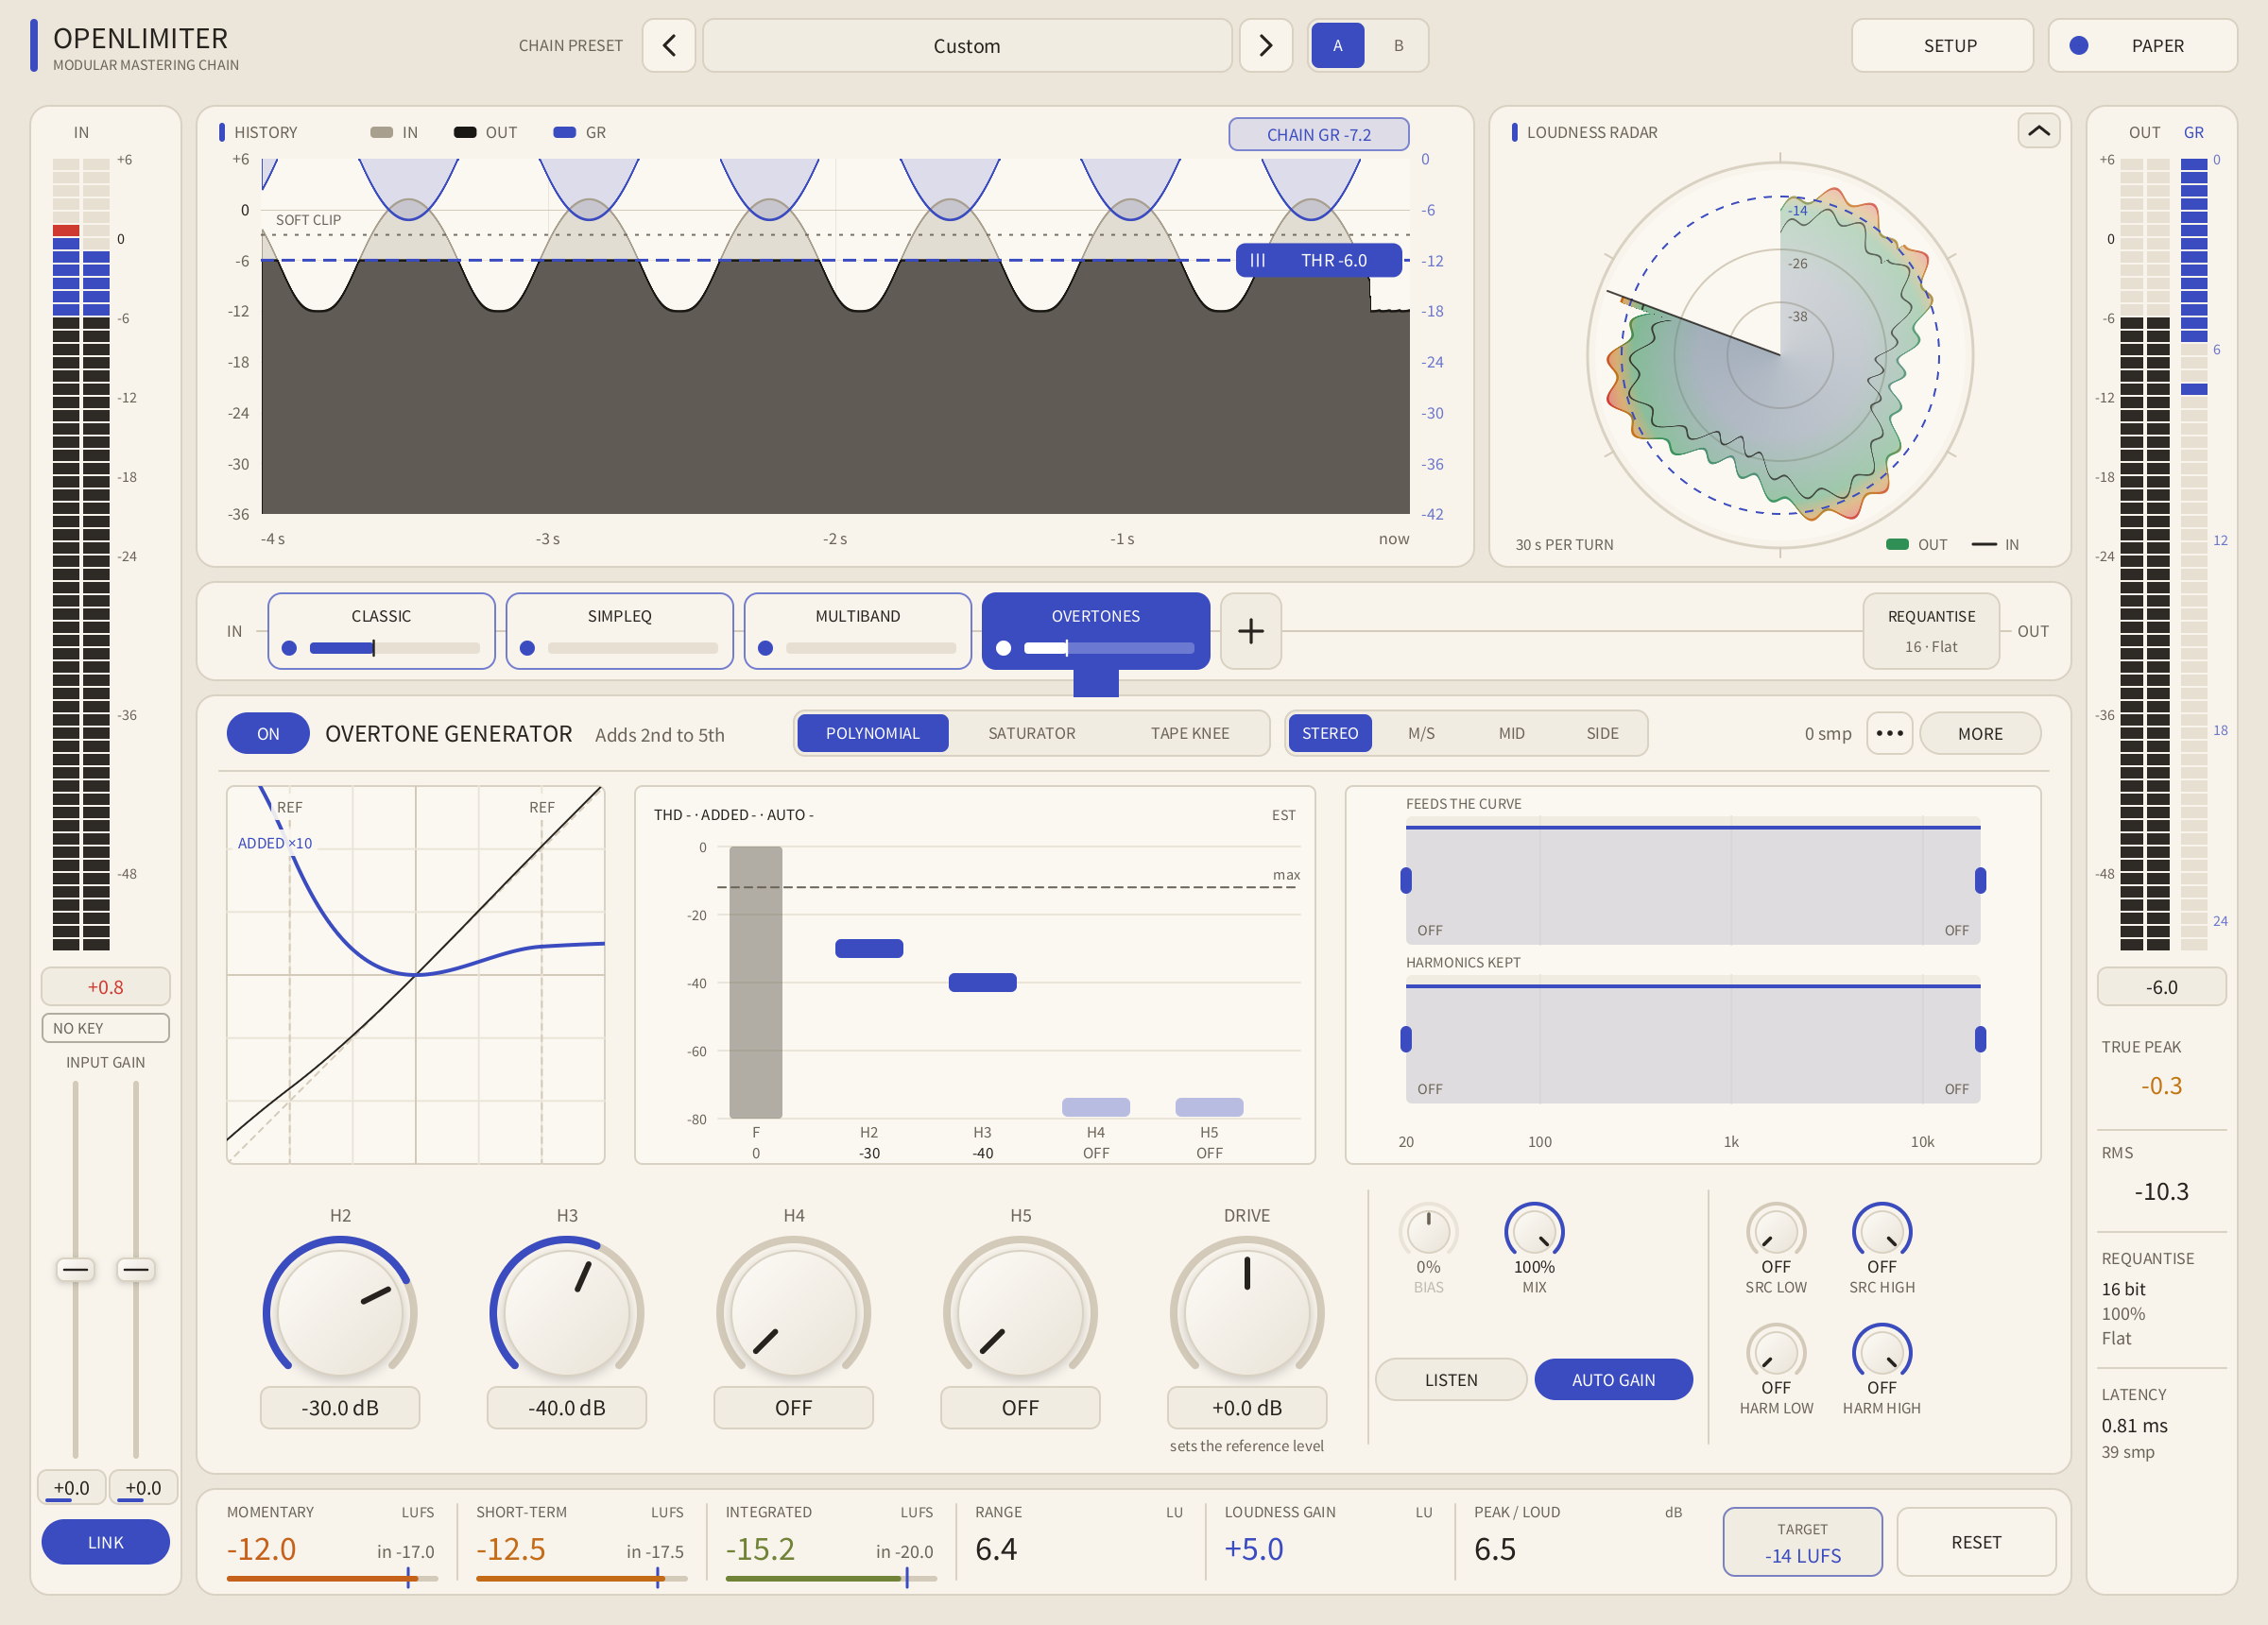 OPENLIMITER
MODULAR MASTERING CHAIN
CHAIN PRESET
Custom
A B
SETUP
PAPER
IN
+6
0
-6
-12
-18
-24
-36
-48
+0.8
NO KEY
INPUT GAIN
+0.0 +0.0
LINK
HISTORY IN OUT GR
CHAIN GR -7.2
+6 0
0 -6
SOFT CLIP
-6 THR -6.0 -12
-12 -18
-18 -24
-24 -30
-30 -36
-36 -42
-4 s -3 s -2 s -1 s now
LOUDNESS RADAR
-14
-26
-38
30 s PER TURN OUT IN
IN CLASSIC SIMPLEQ MULTIBAND OVERTONES
REQUANTISE
16 · Flat
OUT
ON OVERTONE GENERATOR Adds 2nd to 5th
POLYNOMIAL SATURATOR TAPE KNEE
STEREO M/S MID SIDE
0 smp MORE
REF REF
ADDED ×10
THD - · ADDED - · AUTO - EST
0
max
-20
-40
-60
-80
F H2 H3 H4 H5
0 -30 -40 OFF OFF
FEEDS THE CURVE
OFF OFF
HARMONICS KEPT
OFF OFF
20 100 1k 10k
H2 H3 H4 H5 DRIVE
-30.0 dB -40.0 dB OFF OFF +0.0 dB
sets the reference level
0% 100%
BIAS MIX
LISTEN AUTO GAIN
OFF OFF
SRC LOW SRC HIGH
OFF OFF
HARM LOW HARM HIGH
MOMENTARY LUFS
-12.0 in -17.0
SHORT-TERM LUFS
-12.5 in -17.5
INTEGRATED LUFS
-15.2 in -20.0
RANGE LU
6.4
LOUDNESS GAIN LU
+5.0
PEAK / LOUD dB
6.5
TARGET
-14 LUFS
RESET
OUT GR
+6 0
0
-6 6
-12
-18
-24 12
-36 18
-48
24
-6.0
TRUE PEAK
-0.3
RMS
-10.3
REQUANTISE
16 bit
100%
Flat
LATENCY
0.81 ms
39 smp